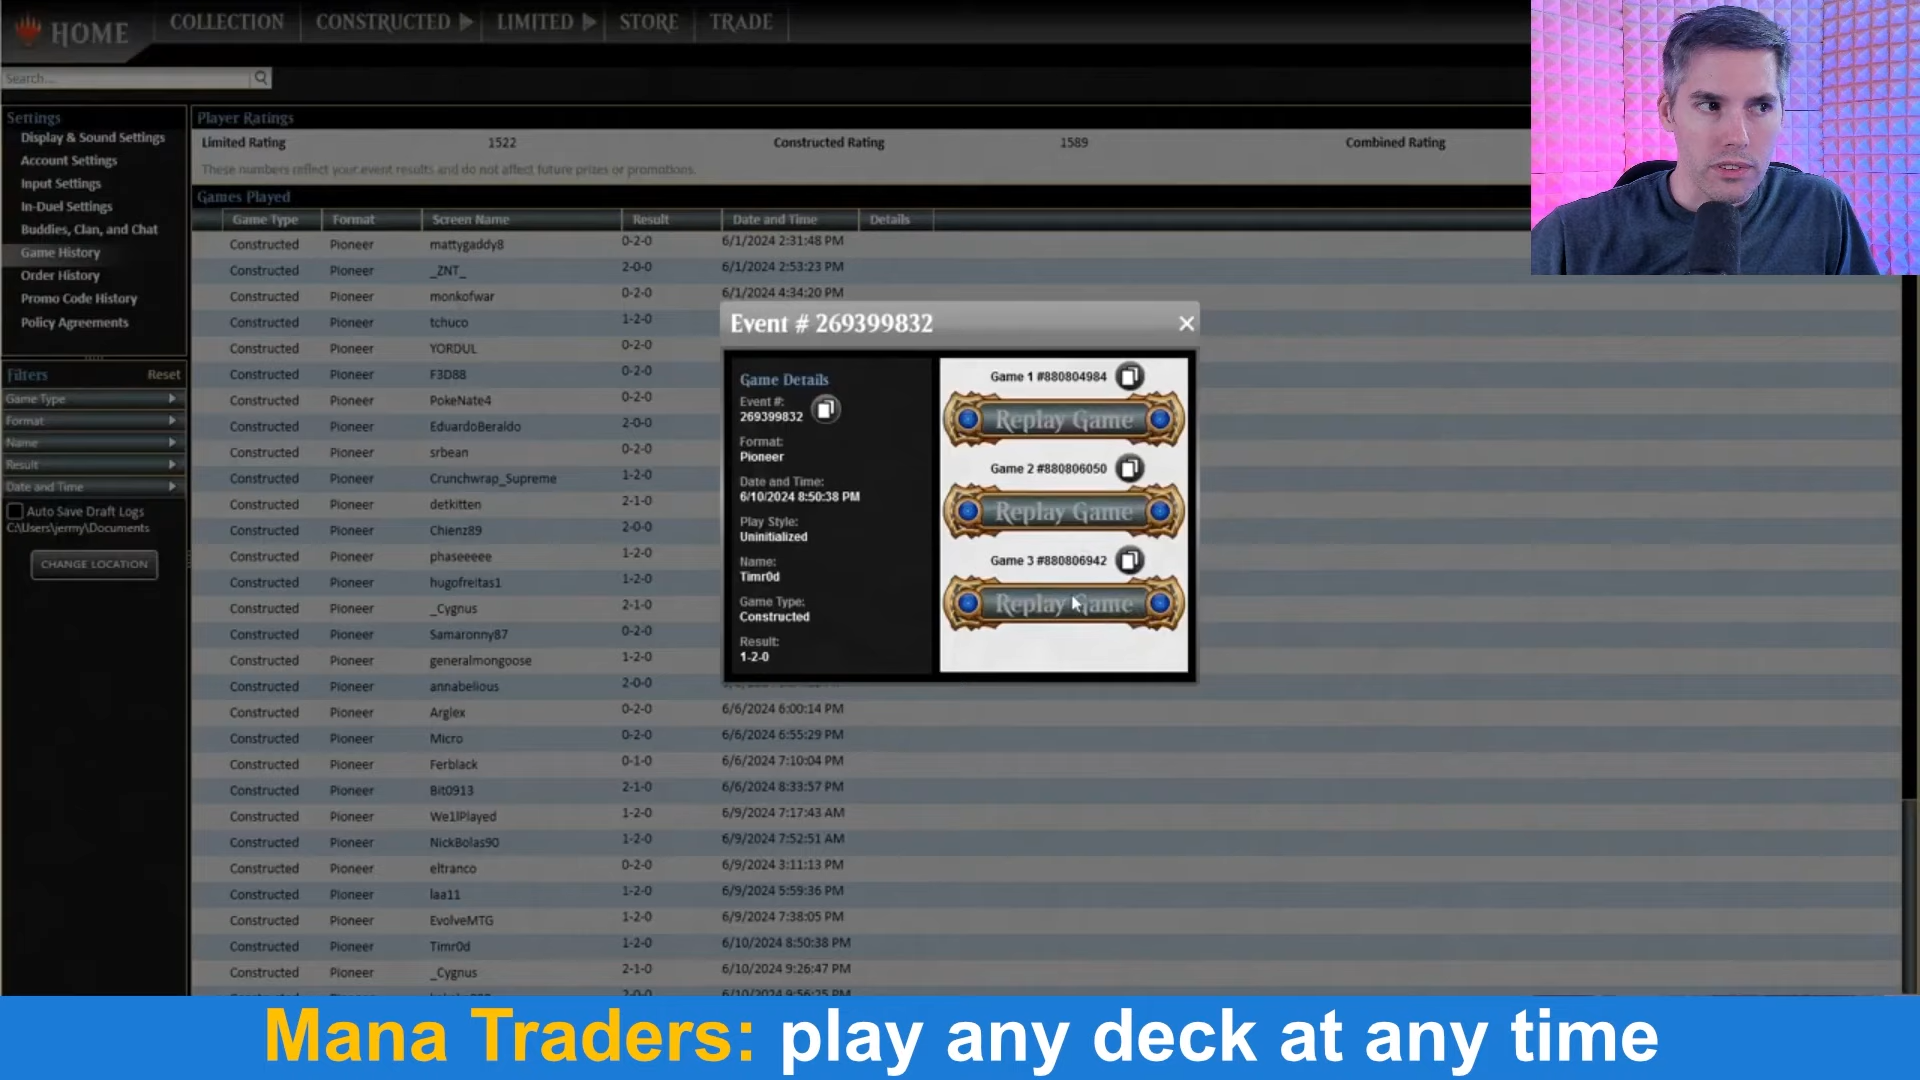 HOME
COLLECTION
CONSTRUCTED
LIMITED
STORE
TRADE
Search...
Settings
Display & Sound Settings
Account Settings
Input Settings
In-Duel Settings
Buddies, Clan, and Chat
Game History
Order History
Promo Code History
Policy Agreements
Filters Reset
Game Type
Format
Name
Result
Date and Time
Auto Save Draft Logs
C:\Users\jermy\Documents
CHANGE LOCATION
Player Ratings
Limited Rating 1522 Constructed Rating 1589 Combined Rating
These numbers reflect your event results and do not affect future prizes or promotions.
Games Played
Game Type Format Screen Name Result Date and Time Details
Constructed Pioneer mattygaddy8 0-2-0 6/1/2024 2:31:48 PM
Constructed Pioneer _ZNT_ 2-0-0 6/1/2024 2:53:23 PM
Constructed Pioneer monkofwar 0-2-0 6/1/2024 4:34:20 PM
Constructed Pioneer tchuco 1-2-0
Constructed Pioneer YORDUL 0-2-0
Constructed Pioneer F3D88 0-2-0
Constructed Pioneer PokeNate4 0-2-0
Constructed Pioneer EduardoBeraldo 2-0-0
Constructed Pioneer srbean 0-2-0
Constructed Pioneer Crunchwrap_Supreme 1-2-0
Constructed Pioneer detkitten 2-1-0
Constructed Pioneer Chienz89 2-0-0
Constructed Pioneer phaseeeee 1-2-0
Constructed Pioneer hugofreitas1 1-2-0
Constructed Pioneer _Cygnus 2-1-0
Constructed Pioneer Samaronny87 0-2-0
Constructed Pioneer generalmongoose 1-2-0
Constructed Pioneer annabelious 2-0-0
Constructed Pioneer Arglex 0-2-0 6/6/2024 6:00:14 PM
Constructed Pioneer Micro 0-2-0 6/6/2024 6:55:29 PM
Constructed Pioneer Ferblack 0-1-0 6/6/2024 7:10:04 PM
Constructed Pioneer Bit0913 2-1-0 6/6/2024 8:33:57 PM
Constructed Pioneer We1lPlayed 1-2-0 6/9/2024 7:17:43 AM
Constructed Pioneer NickBolas90 1-2-0 6/9/2024 7:52:51 AM
Constructed Pioneer eltranco 0-2-0 6/9/2024 3:11:13 PM
Constructed Pioneer laa11 1-2-0 6/9/2024 5:59:36 PM
Constructed Pioneer EvolveMTG 1-2-0 6/9/2024 7:38:05 PM
Constructed Pioneer Timr0d 1-2-0 6/10/2024 8:50:38 PM
Constructed Pioneer _Cygnus 2-1-0 6/10/2024 9:26:47 PM
Event # 269399832
Game Details
Event #:
269399832
Format:
Pioneer
Date and Time:
6/10/2024 8:50:38 PM
Play Style:
Uninitialized
Name:
Timr0d
Game Type:
Constructed
Result:
1-2-0
Game 1 #880804984
Replay Game
Game 2 #880806050
Replay Game
Game 3 #880806942
Replay Game
Mana Traders: play any deck at any time